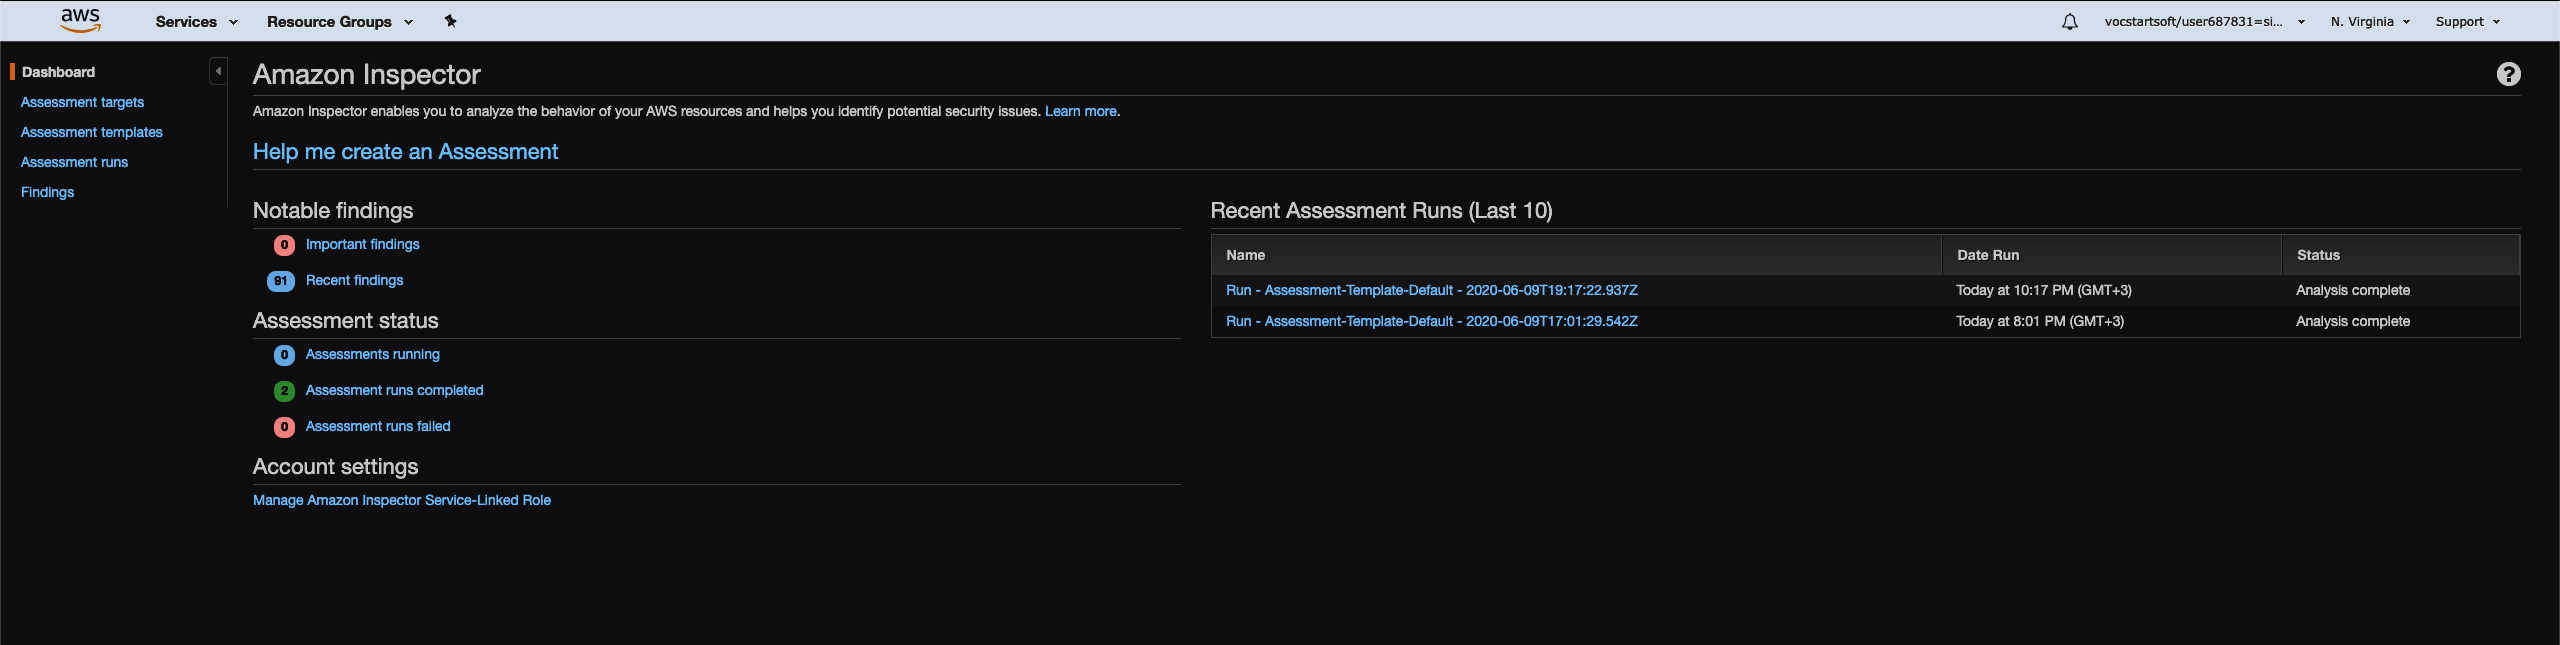 aws Services Resource Groups vocstartsoft/user687831=si... N. Virginia Support
Dashboard
Assessment targets
Assessment templates
Assessment runs
Findings
Amazon Inspector ?
Amazon Inspector enables you to analyze the behavior of your AWS resources and helps you identify potential security issues. Learn more.
Help me create an Assessment
Notable findings
0 Important findings
91 Recent findings
Assessment status
0 Assessments running
2 Assessment runs completed
0 Assessment runs failed
Account settings
Manage Amazon Inspector Service-Linked Role
Recent Assessment Runs (Last 10)
Name Date Run Status
Run - Assessment-Template-Default - 2020-06-09T19:17:22.937Z Today at 10:17 PM (GMT+3) Analysis complete
Run - Assessment-Template-Default - 2020-06-09T17:01:29.542Z Today at 8:01 PM (GMT+3) Analysis complete